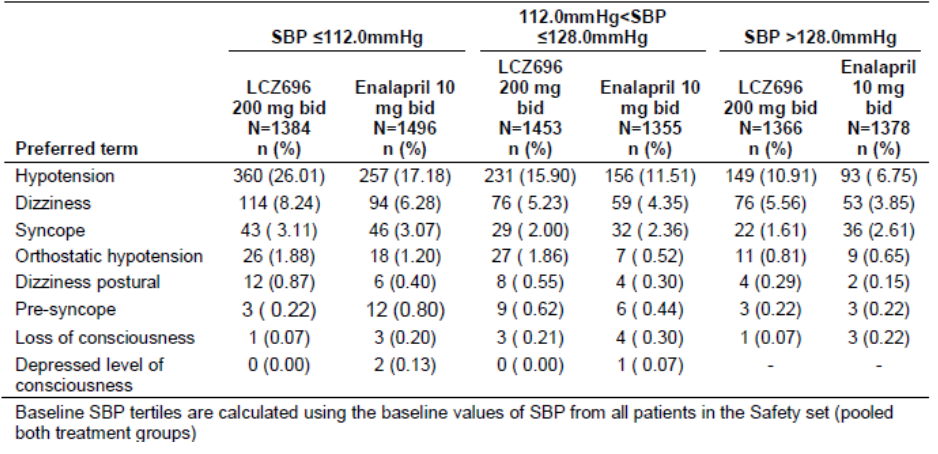 SBP ≤112.0mmHg 112.0mmHg<SBP ≤128.0mmHg SBP >128.0mmHg
Preferred term LCZ696 200 mg bid N=1384 n (%) Enalapril 10 mg bid N=1496 n (%) LCZ696 200 mg bid N=1453 n (%) Enalapril 10 mg bid N=1355 n (%) LCZ696 200 mg bid N=1366 n (%) Enalapril 10 mg bid N=1378 n (%)
Hypotension 360 (26.01) 257 (17.18) 231 (15.90) 156 (11.51) 149 (10.91) 93 ( 6.75)
Dizziness 114 (8.24) 94 (6.28) 76 ( 5.23) 59 ( 4.35) 76 (5.56) 53 (3.85)
Syncope 43 ( 3.11) 46 (3.07) 29 ( 2.00) 32 ( 2.36) 22 (1.61) 36 (2.61)
Orthostatic hypotension 26 (1.88) 18 (1.20) 27 ( 1.86) 7 ( 0.52) 11 (0.81) 9 (0.65)
Dizziness postural 12 (0.87) 6 (0.40) 8 ( 0.55) 4 ( 0.30) 4 (0.29) 2 (0.15)
Pre-syncope 3 ( 0.22) 12 (0.80) 9 ( 0.62) 6 ( 0.44) 3 (0.22) 3 (0.22)
Loss of consciousness 1 (0.07) 3 (0.20) 3 ( 0.21) 4 ( 0.30) 1 (0.07) 3 (0.22)
Depressed level of consciousness 0 (0.00) 2 (0.13) 0 ( 0.00) 1 ( 0.07) - -
Baseline SBP tertiles are calculated using the baseline values of SBP from all patients in the Safety set (pooled
both treatment groups)